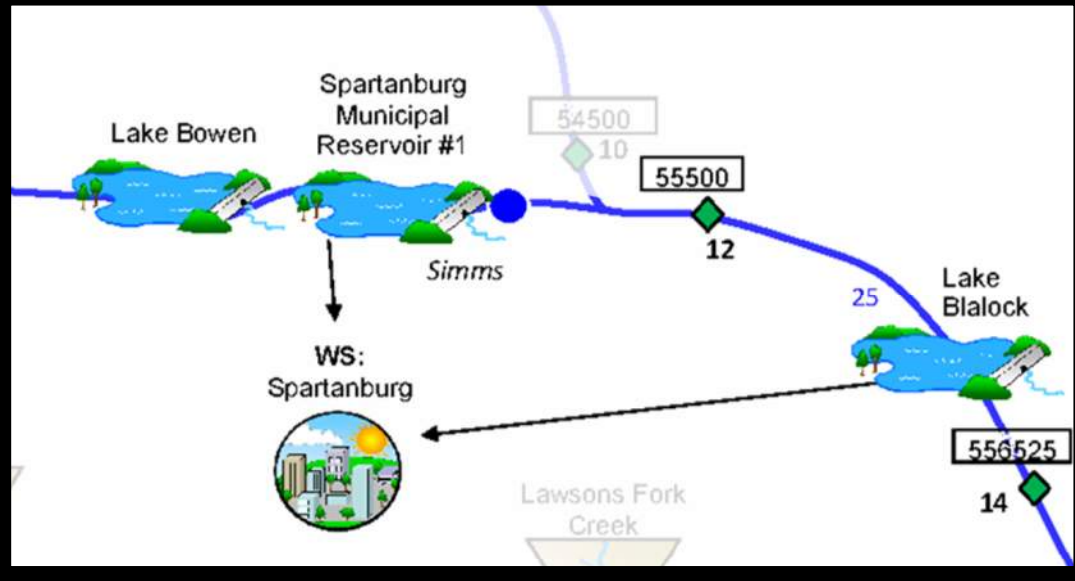 Lake Bowen
Spartanburg
Municipal
Reservoir #1
54500
10
55500
12
Simms
25
Lake
Blalock
WS:
Spartanburg
556525
14
Lawsons Fork
Creek